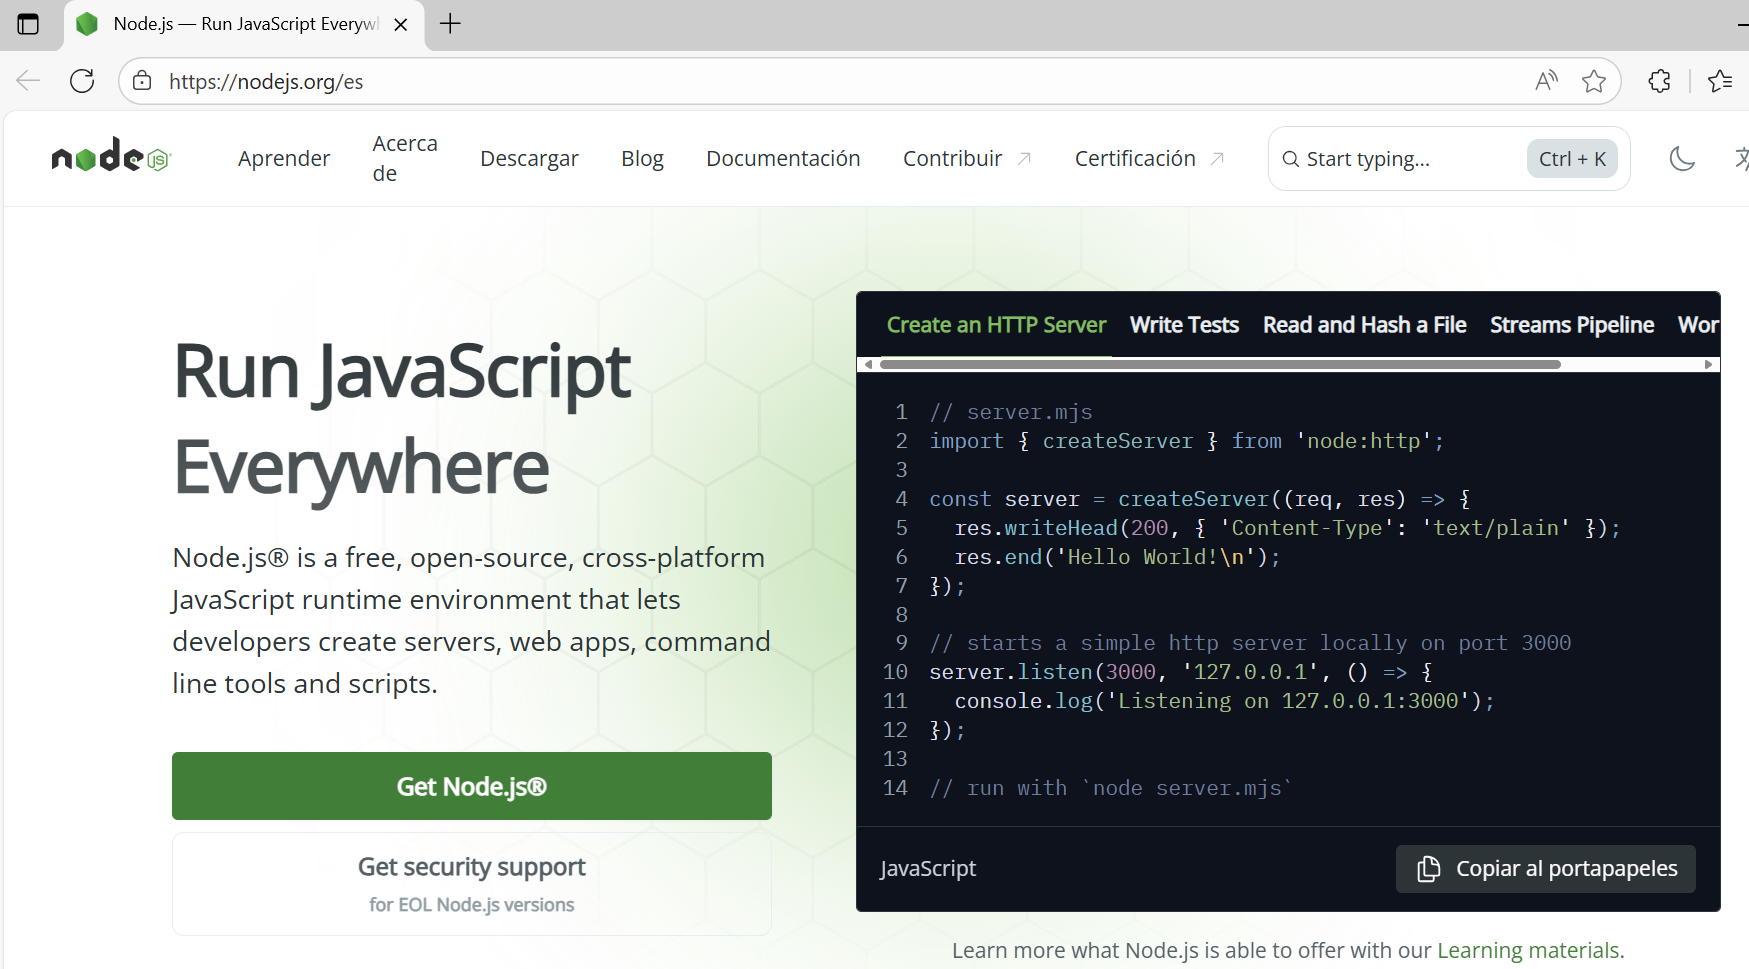 Node.js — Run JavaScript Everywl
https://nodejs.org/es
node JS
Aprender
Acerca
de
Descargar
Blog
Documentación
Contribuir
Certificación
Start typing...
Ctrl + K
Run JavaScript
Everywhere
Node.js® is a free, open-source, cross-platform
JavaScript runtime environment that lets
developers create servers, web apps, command
line tools and scripts.
Get Node.js®
Get security support
for EOL Node.js versions
Create an HTTP Server
Write Tests
Read and Hash a File
Streams Pipeline
Wor
1 // server.mjs
2 import { createServer } from 'node:http';
3
4 const server = createServer((req, res) => {
5   res.writeHead(200, { 'Content-Type': 'text/plain' });
6   res.end('Hello World!\n');
7 });
8
9 // starts a simple http server locally on port 3000
10 server.listen(3000, '127.0.0.1', () => {
11   console.log('Listening on 127.0.0.1:3000');
12 });
13
14 // run with `node server.mjs`
JavaScript
Copiar al portapapeles
Learn more what Node.js is able to offer with our Learning materials.